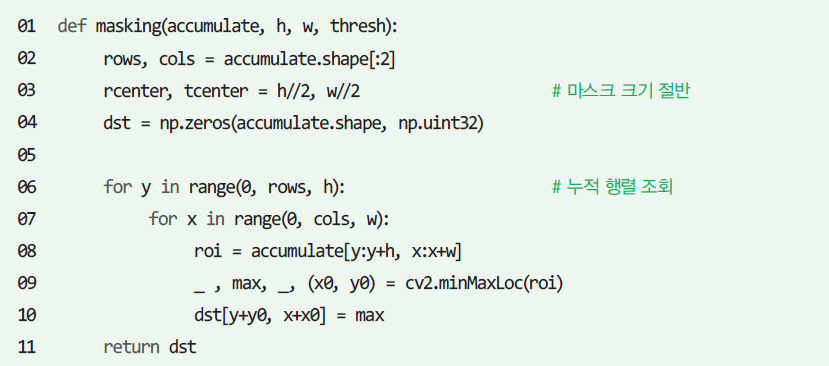 01 def masking(accumulate, h, w, thresh):
02 rows, cols = accumulate.shape[:2]
03 rcenter, tcenter = h//2, w//2 # 마스크 크기 절반
04 dst = np.zeros(accumulate.shape, np.uint32)
05
06 for y in range(0, rows, h): # 누적 행렬 조회
07 for x in range(0, cols, w):
08 roi = accumulate[y:y+h, x:x+w]
09 _ , max, _, (x0, y0) = cv2.minMaxLoc(roi)
10 dst[y+y0, x+x0] = max
11 return dst